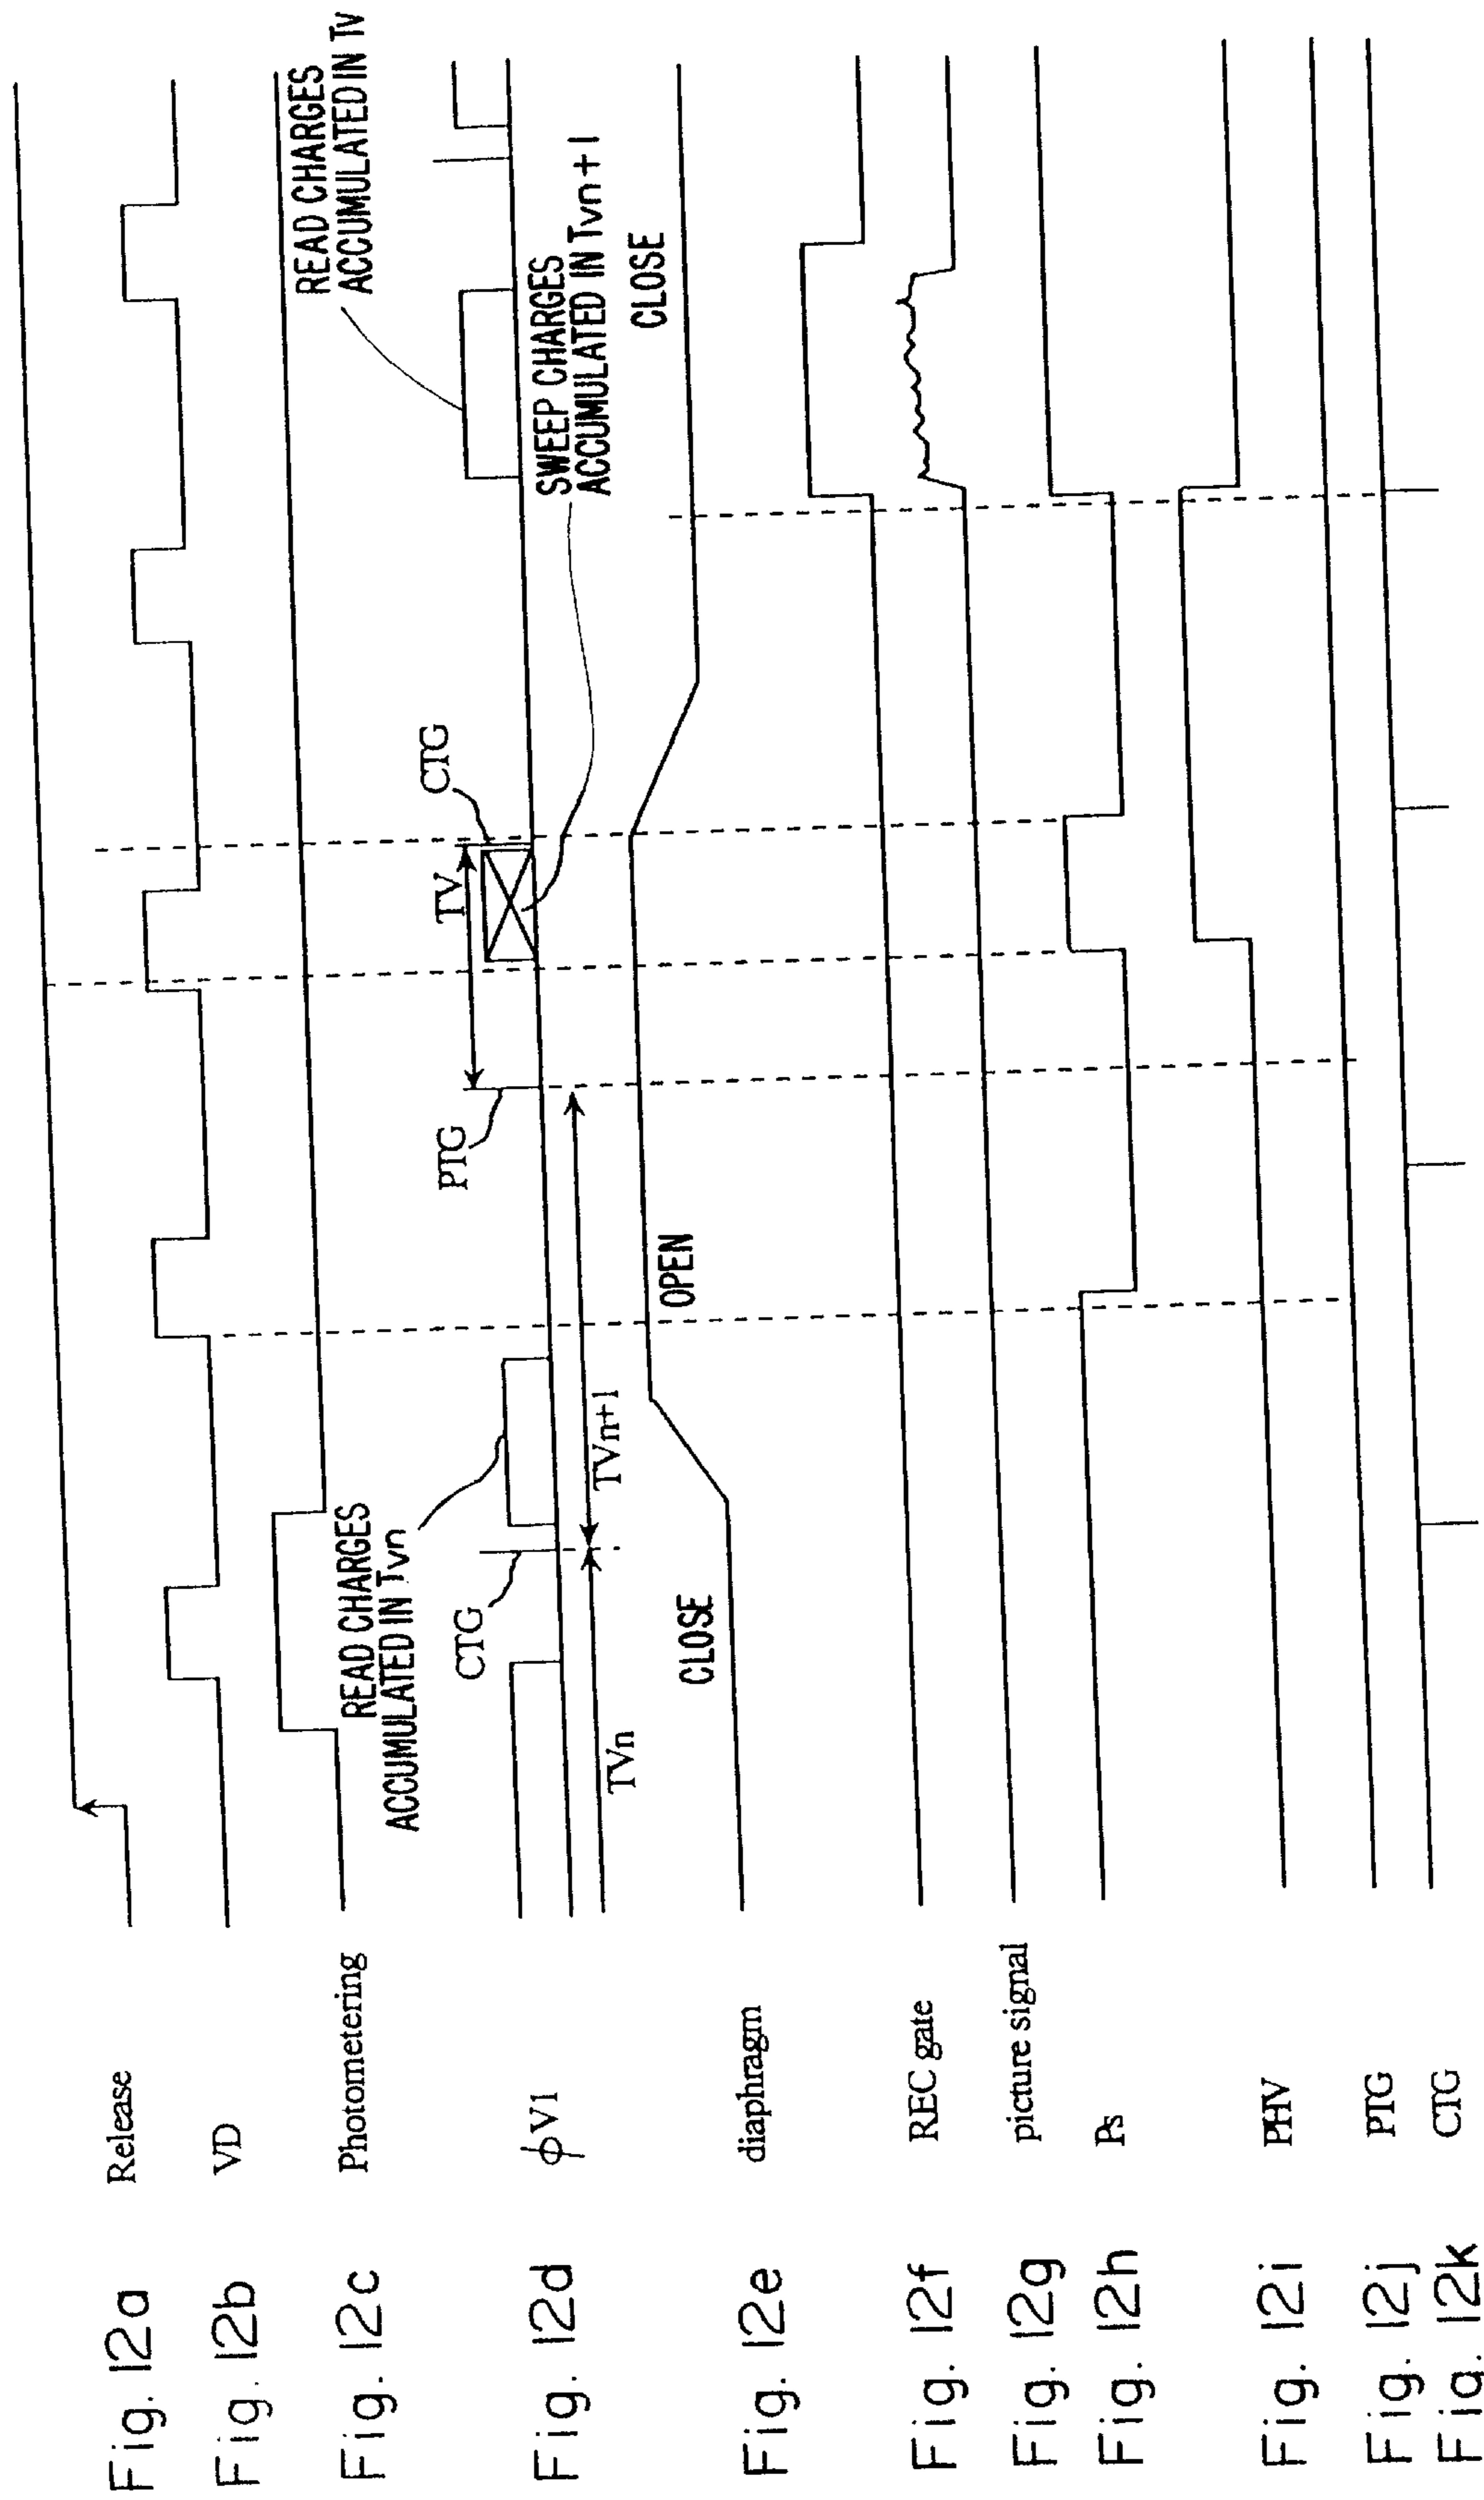 Fig. 12a Release
Fig. 12b VD
Fig. 12c Photometering
READ CHARGES
ACCUMULATED IN Tvn
READ CHARGES
ACCUMULATED IN Tv
Fig. 12d φV1
CTG
PTG
TV
CTG
TVn
TVn+1
SWEEP CHARGES
ACCUMULATED IN Tvn+1
Fig. 12e diaphragm
CLOSE
OPEN
CLOSE
Fig. 12f REC gate
Fig. 12g picture signal
Fig. 12h Ps
Fig. 12i PHV
Fig. 12j PTG
Fig. 12k CTG